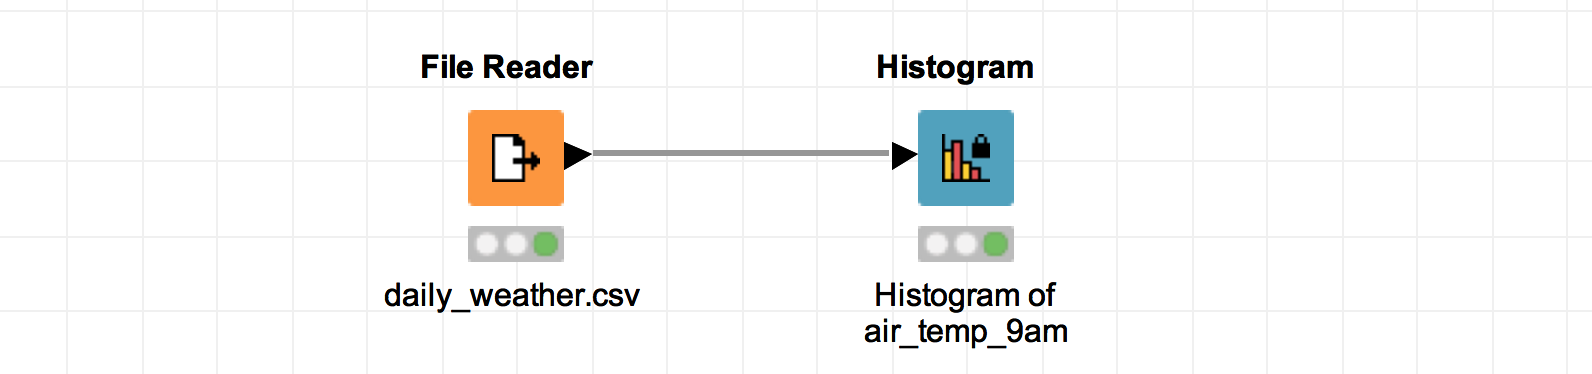 File Reader
Histogram
daily_weather.csv
Histogram of
air_temp_9am